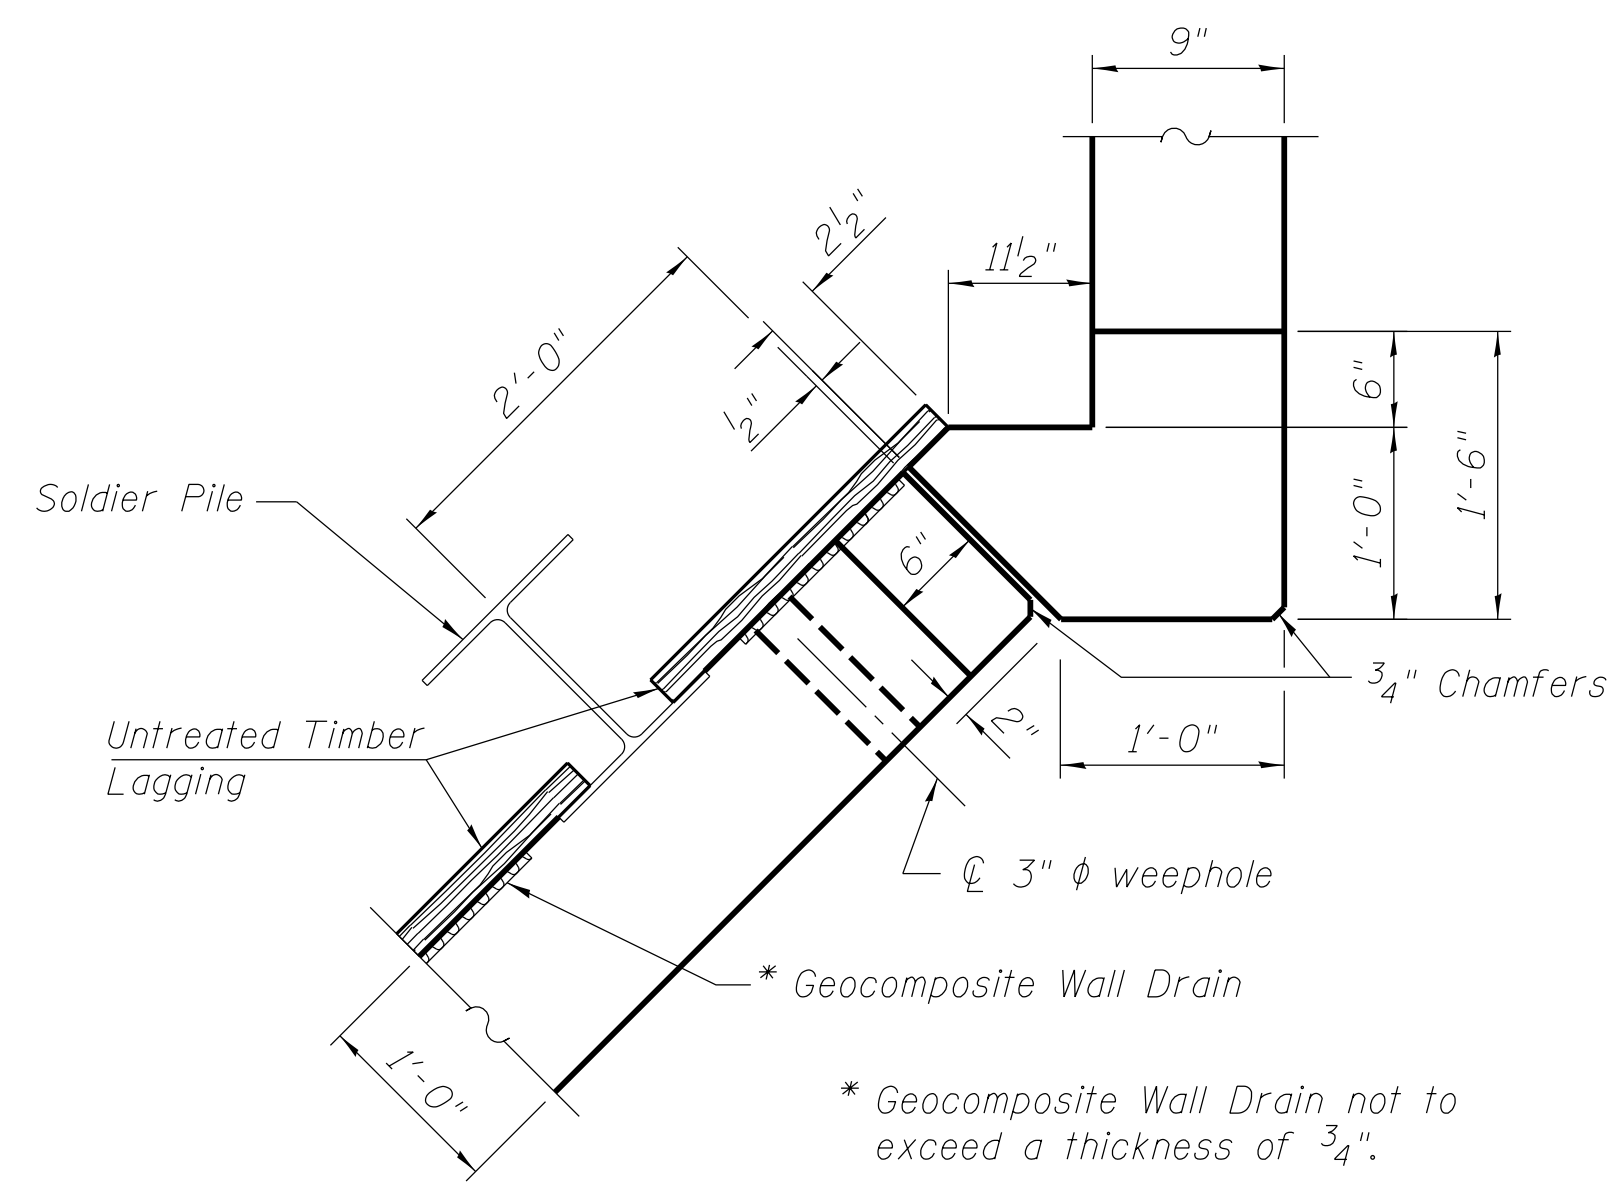 9"
2½"
11½"
2'-0"
½"
6"
1'-0"
1'-6"
Soldier Pile
6"
¾" Chamfers
2"
1'-0"
Untreated Timber
Lagging
℄ 3" ϕ weephole
* Geocomposite Wall Drain
1'-0"
* Geocomposite Wall Drain not to
exceed a thickness of ¾".